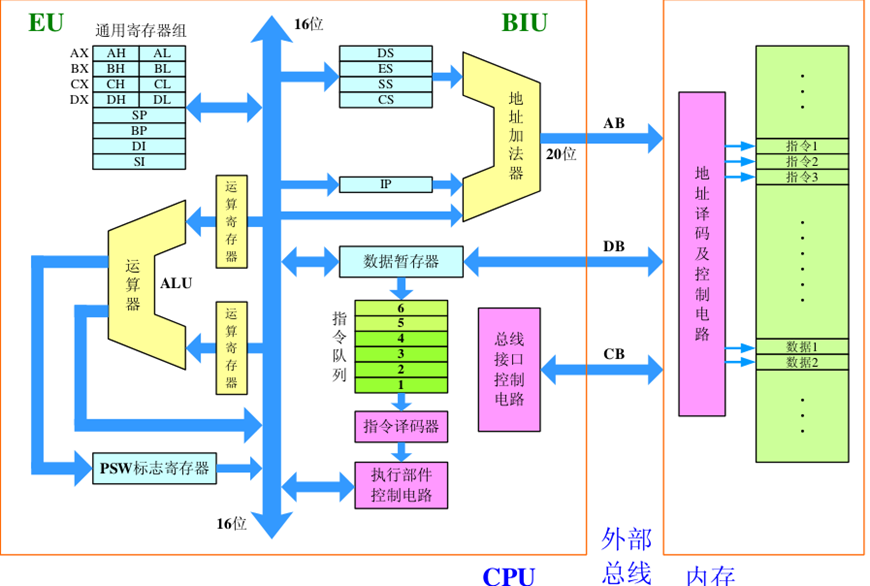 EU
16位
BIU
通用寄存器组
AX AH AL
BX BH BL
CX CH CL
DX DH DL
SP
BP
DI
SI
DS
ES
SS
CS
IP
地址加法器
20位
AB
地址译码及控制电路
指令1
指令2
指令3
运算寄存器
运算器
ALU
运算寄存器
数据暂存器
DB
指令队列
6
5
4
3
2
1
总线
接口
控制
电路
CB
数据1
数据2
指令译码器
PSW标志寄存器
执行部件
控制电路
16位
CPU
外部
总线
内存